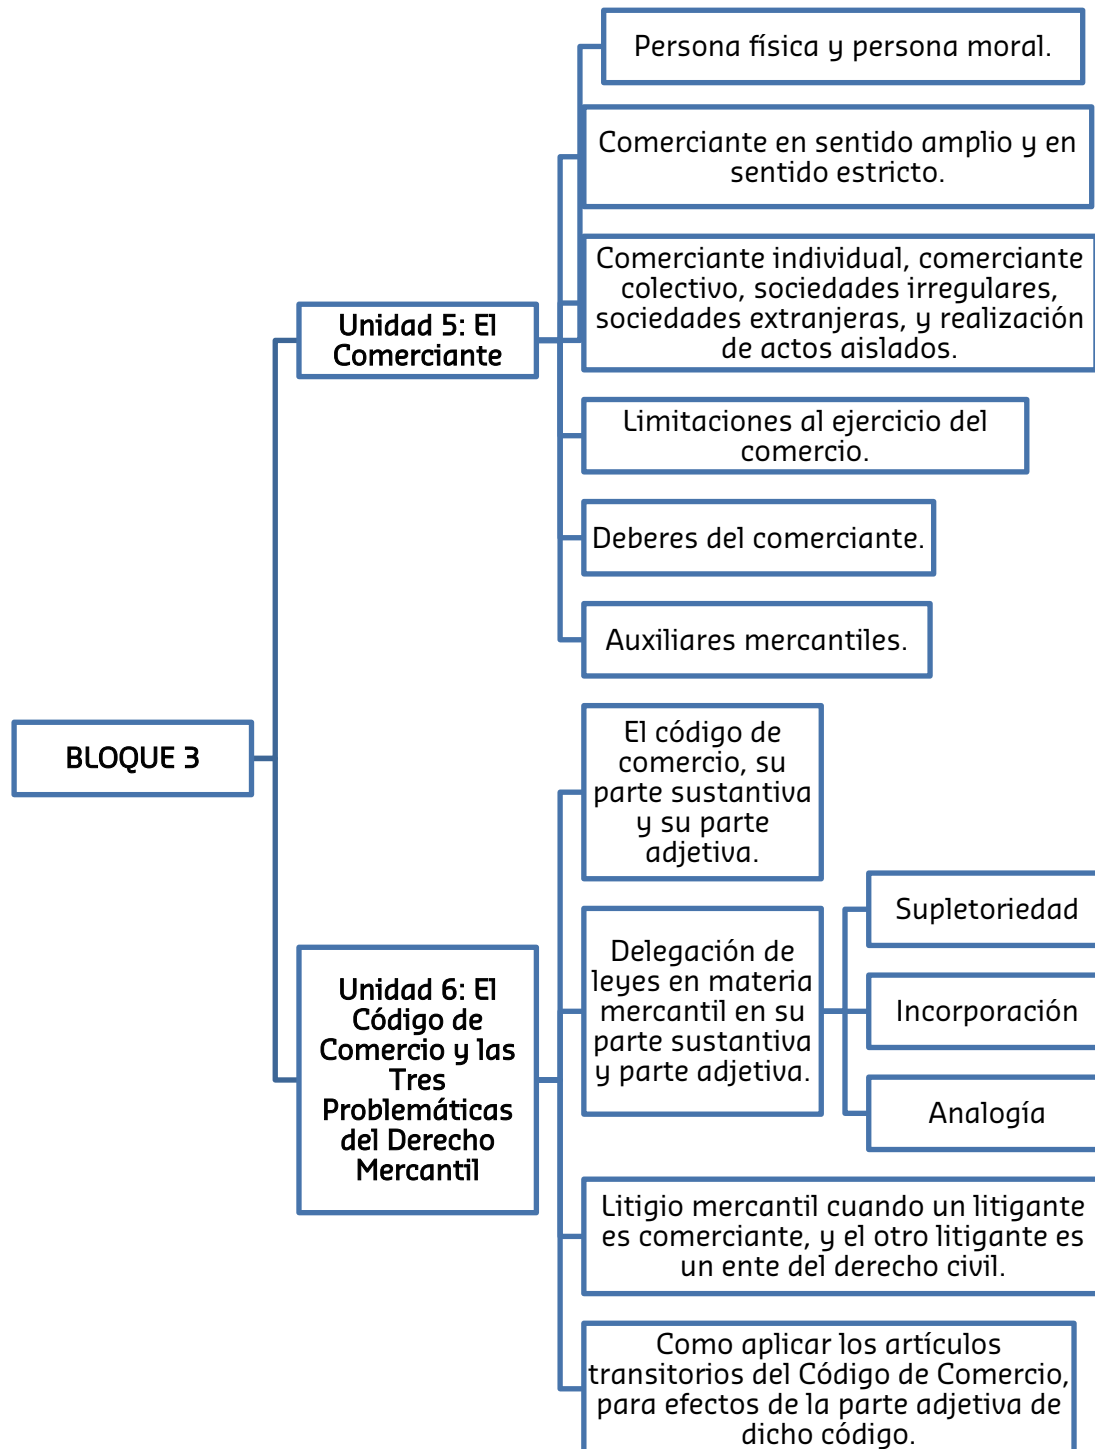 BLOQUE 3
Unidad 5: El
Comerciante
Persona física y persona moral.
Comerciante en sentido amplio y en
sentido estricto.
Comerciante individual, comerciante
colectivo, sociedades irregulares,
sociedades extranjeras, y realización
de actos aislados.
Limitaciones al ejercicio del
comercio.
Deberes del comerciante.
Auxiliares mercantiles.
Unidad 6: El
Código de
Comercio y las
Tres
Problemáticas
del Derecho
Mercantil
El código de
comercio, su
parte sustantiva
y su parte
adjetiva.
Delegación de
leyes en materia
mercantil en su
parte sustantiva
y parte adjetiva.
Supletoriedad
Incorporación
Analogía
Litigio mercantil cuando un litigante
es comerciante, y el otro litigante es
un ente del derecho civil.
Como aplicar los artículos
transitorios del Código de Comercio,
para efectos de la parte adjetiva de
dicho código.